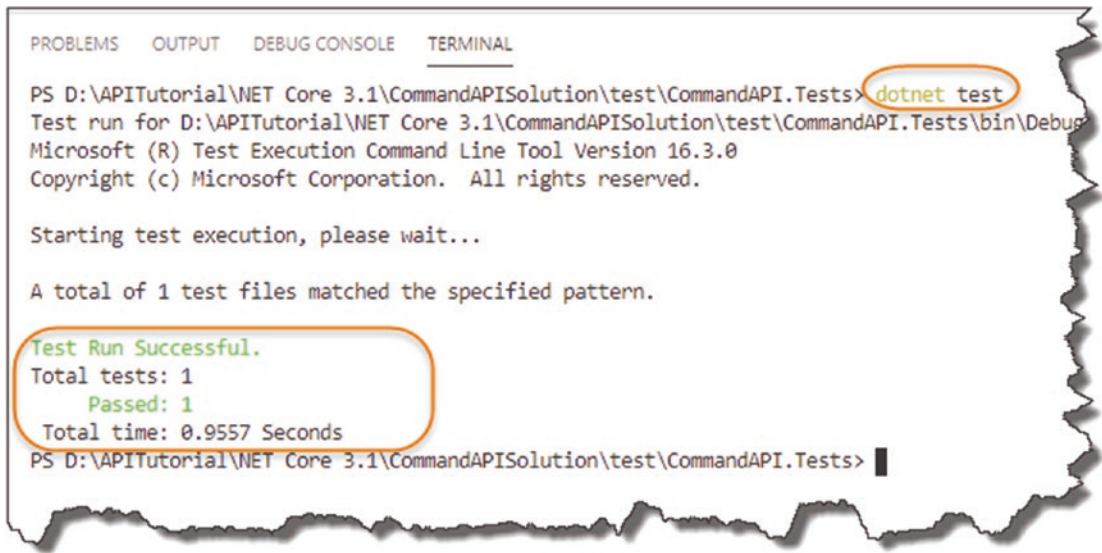 PROBLEMS OUTPUT DEBUG CONSOLE TERMINAL
PS D:\APITutorial\NET Core 3.1\CommandAPISolution\test\CommandAPI.Tests> dotnet test
Test run for D:\APITutorial\NET Core 3.1\CommandAPISolution\test\CommandAPI.Tests\bin\Debug
Microsoft (R) Test Execution Command Line Tool Version 16.3.0
Copyright (c) Microsoft Corporation.  All rights reserved.
Starting test execution, please wait...
A total of 1 test files matched the specified pattern.
Test Run Successful.
Total tests: 1
Passed: 1
Total time: 0.9557 Seconds
PS D:\APITutorial\NET Core 3.1\CommandAPISolution\test\CommandAPI.Tests>